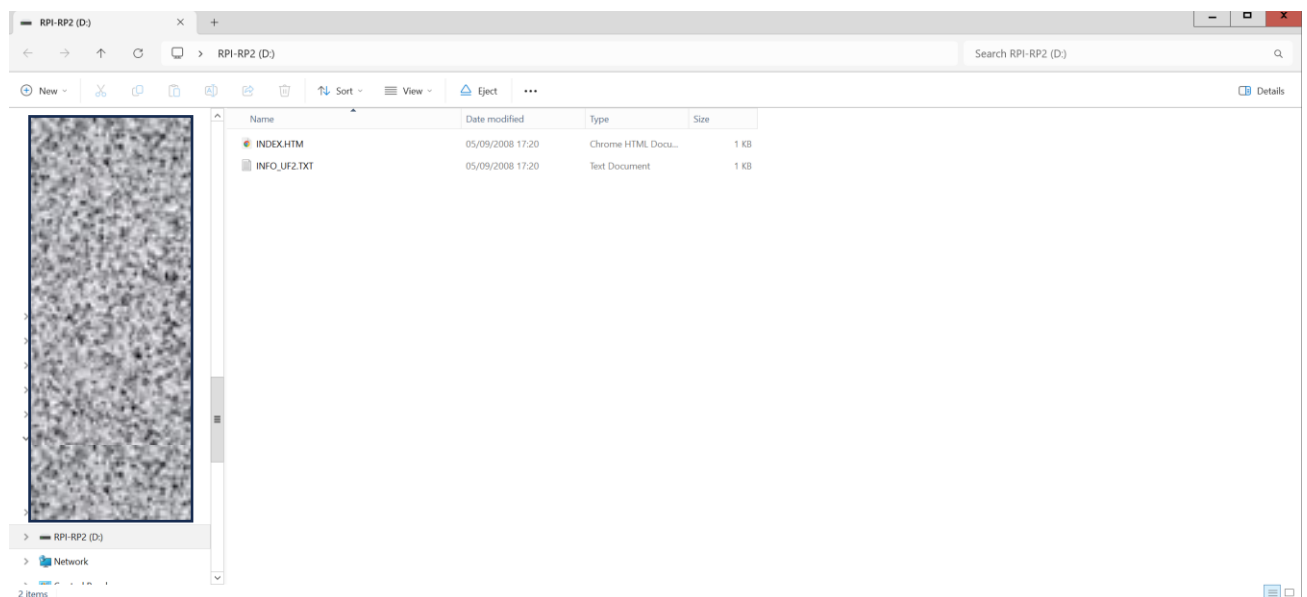 RPI-RP2 (D:)
RPI-RP2 (D:)
Search RPI-RP2 (D:)
New
Sort
View
Eject
Details
Name Date modified Type Size
INDEX.HTM 05/09/2008 17:20 Chrome HTML Docu... 1 KB
INFO_UF2.TXT 05/09/2008 17:20 Text Document 1 KB
RPI-RP2 (D:)
Network
2 items